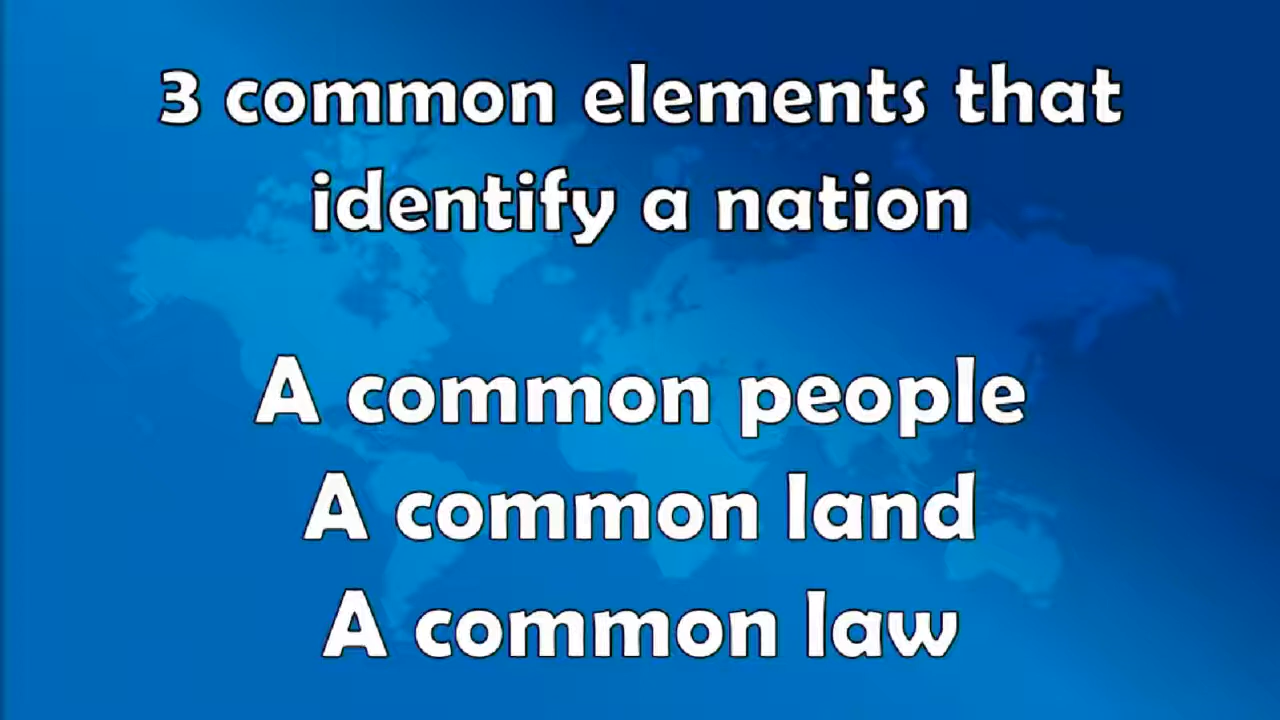 3 common elements that
identify a nation
A common people
A common land
A common law